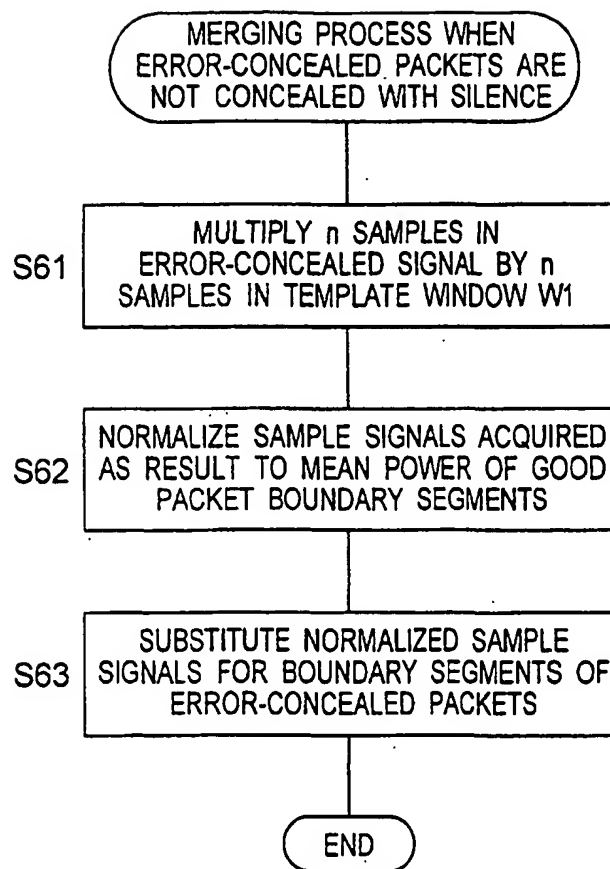 MERGING PROCESS WHEN
ERROR-CONCEALED PACKETS ARE
NOT CONCEALED WITH SILENCE
S61
MULTIPLY n SAMPLES IN
ERROR-CONCEALED SIGNAL BY n
SAMPLES IN TEMPLATE WINDOW W1
S62
NORMALIZE SAMPLE SIGNALS ACQUIRED
AS RESULT TO MEAN POWER OF GOOD
PACKET BOUNDARY SEGMENTS
S63
SUBSTITUTE NORMALIZED SAMPLE
SIGNALS FOR BOUNDARY SEGMENTS OF
ERROR-CONCEALED PACKETS
END